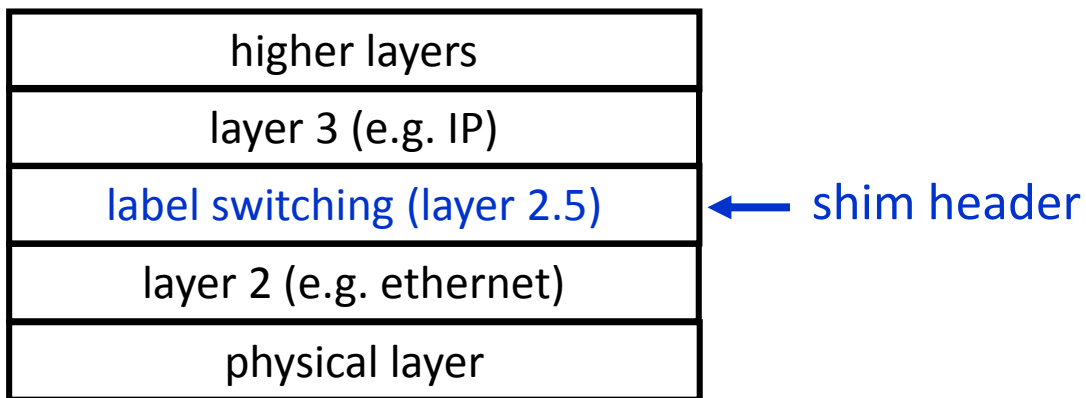 higher layers
layer 3 (e.g. IP)
label switching (layer 2.5)
shim header
layer 2 (e.g. ethernet)
physical layer